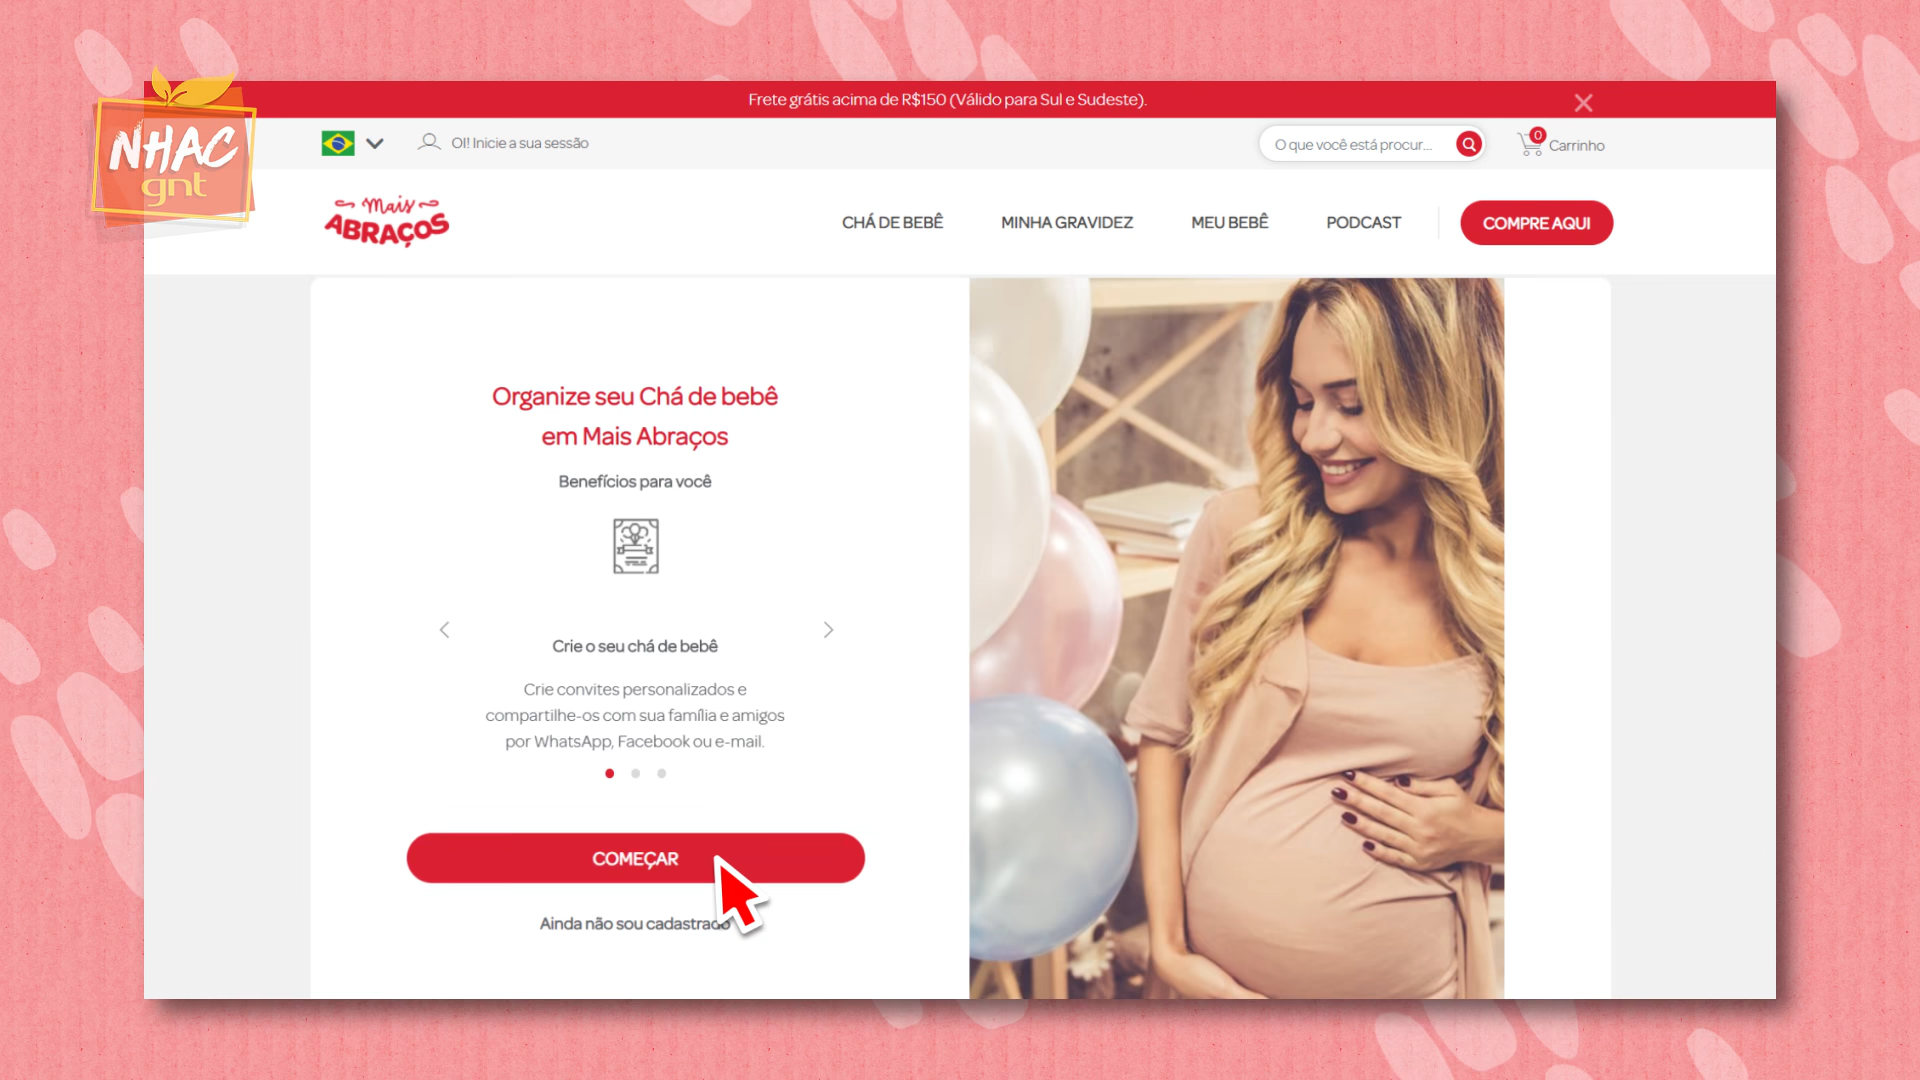 NHAC
gnt
Frete grátis acima de R$150 (Válido para Sul e Sudeste).
OI! Inicie a sua sessão
O que você está procur...
0
Carrinho
Mais
ABRAÇOS
CHÁ DE BEBÊ
MINHA GRAVIDEZ
MEU BEBÊ
PODCAST
COMPRE AQUI
Organize seu Chá de bebê
em Mais Abraços
Benefícios para você
Crie o seu chá de bebê
Crie convites personalizados e
compartilhe-os com sua família e amigos
por WhatsApp, Facebook ou e-mail.
COMEÇAR
Ainda não sou cadastrado